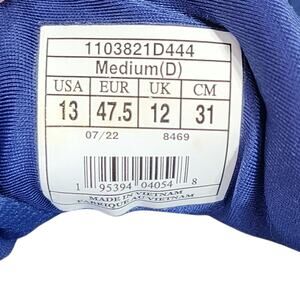 1103821D444
Medium(D)
USA EUR UK CM
13 47.5 12 31
07/22 8469
1 95394 04054 8
MADE IN VIETNAM
FABRIQUE AU VIETNAM